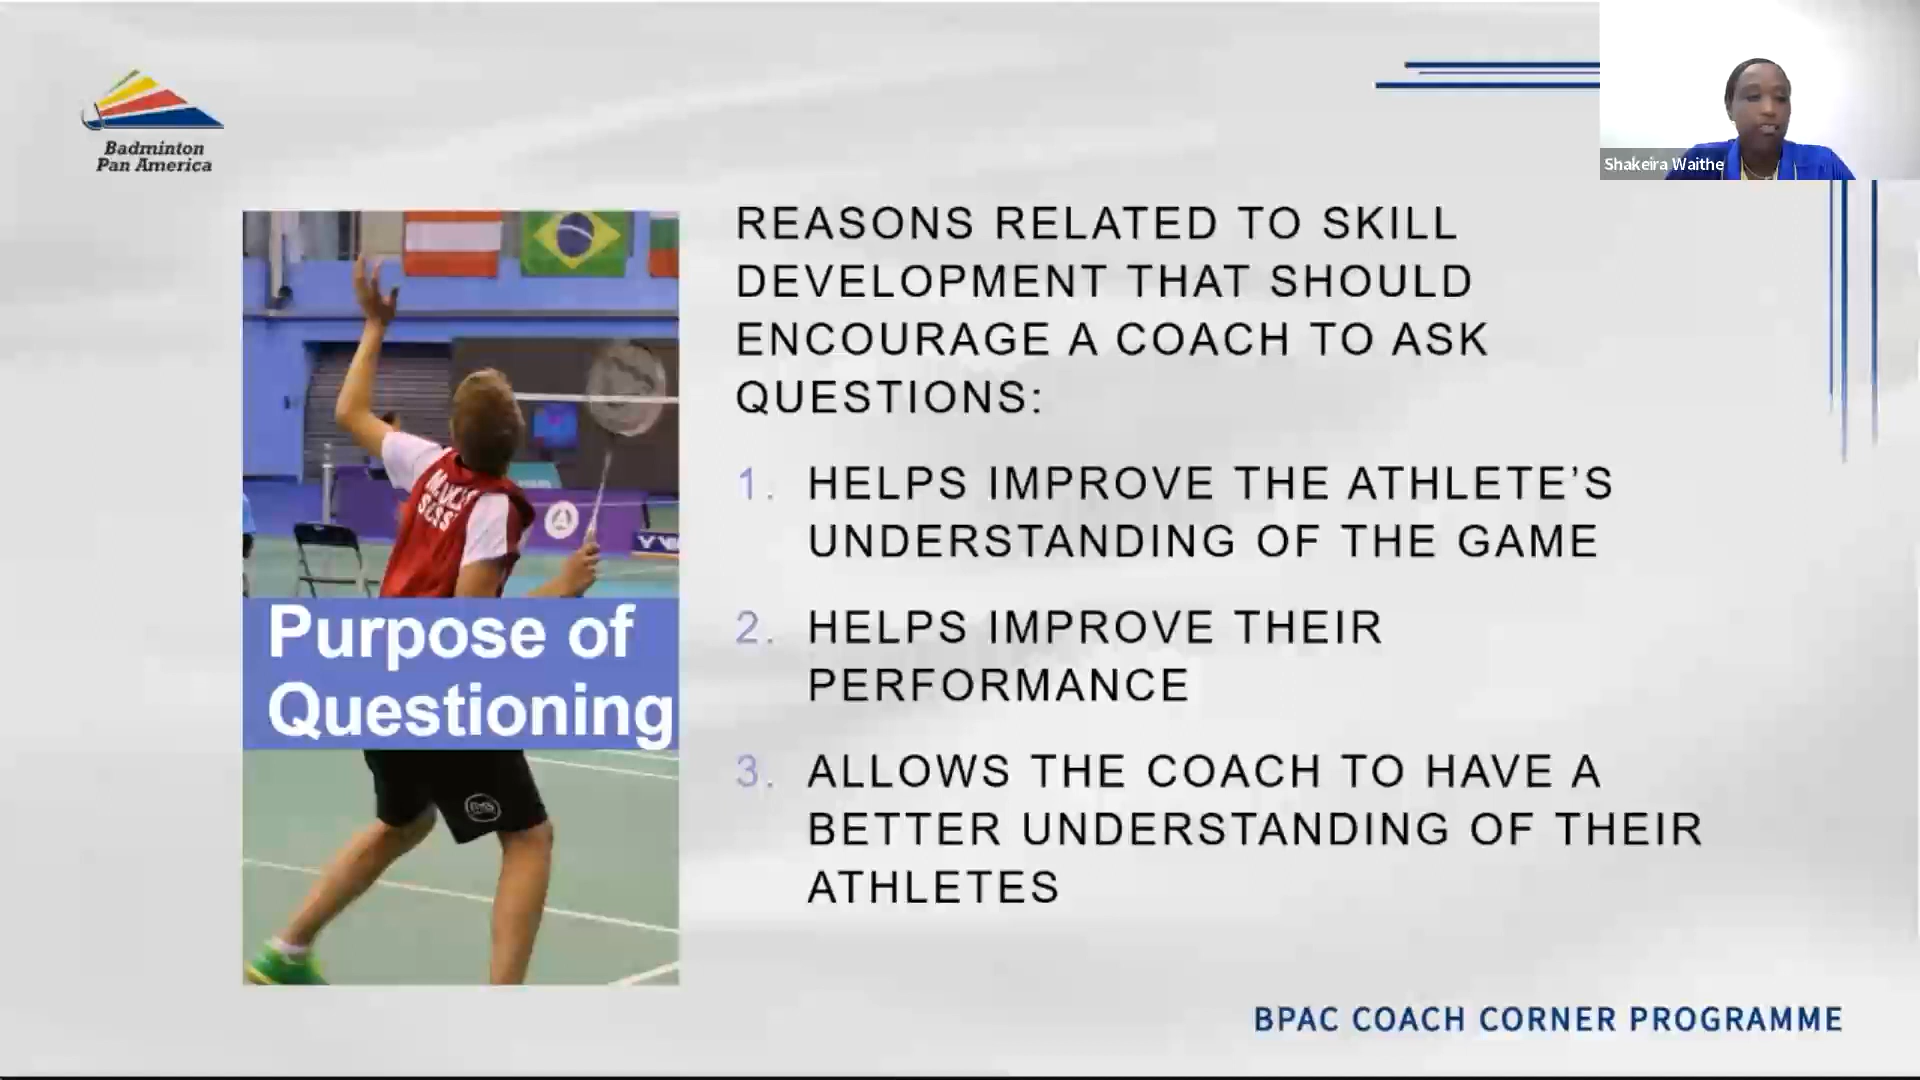 Badminton
Pan America
Shakeira Waithe
REASONS RELATED TO SKILL
DEVELOPMENT THAT SHOULD
ENCOURAGE A COACH TO ASK
QUESTIONS:
1. HELPS IMPROVE THE ATHLETE’S
UNDERSTANDING OF THE GAME
2. HELPS IMPROVE THEIR
PERFORMANCE
3. ALLOWS THE COACH TO HAVE A
BETTER UNDERSTANDING OF THEIR
ATHLETES
Purpose of
Questioning
BPAC COACH CORNER PROGRAMME